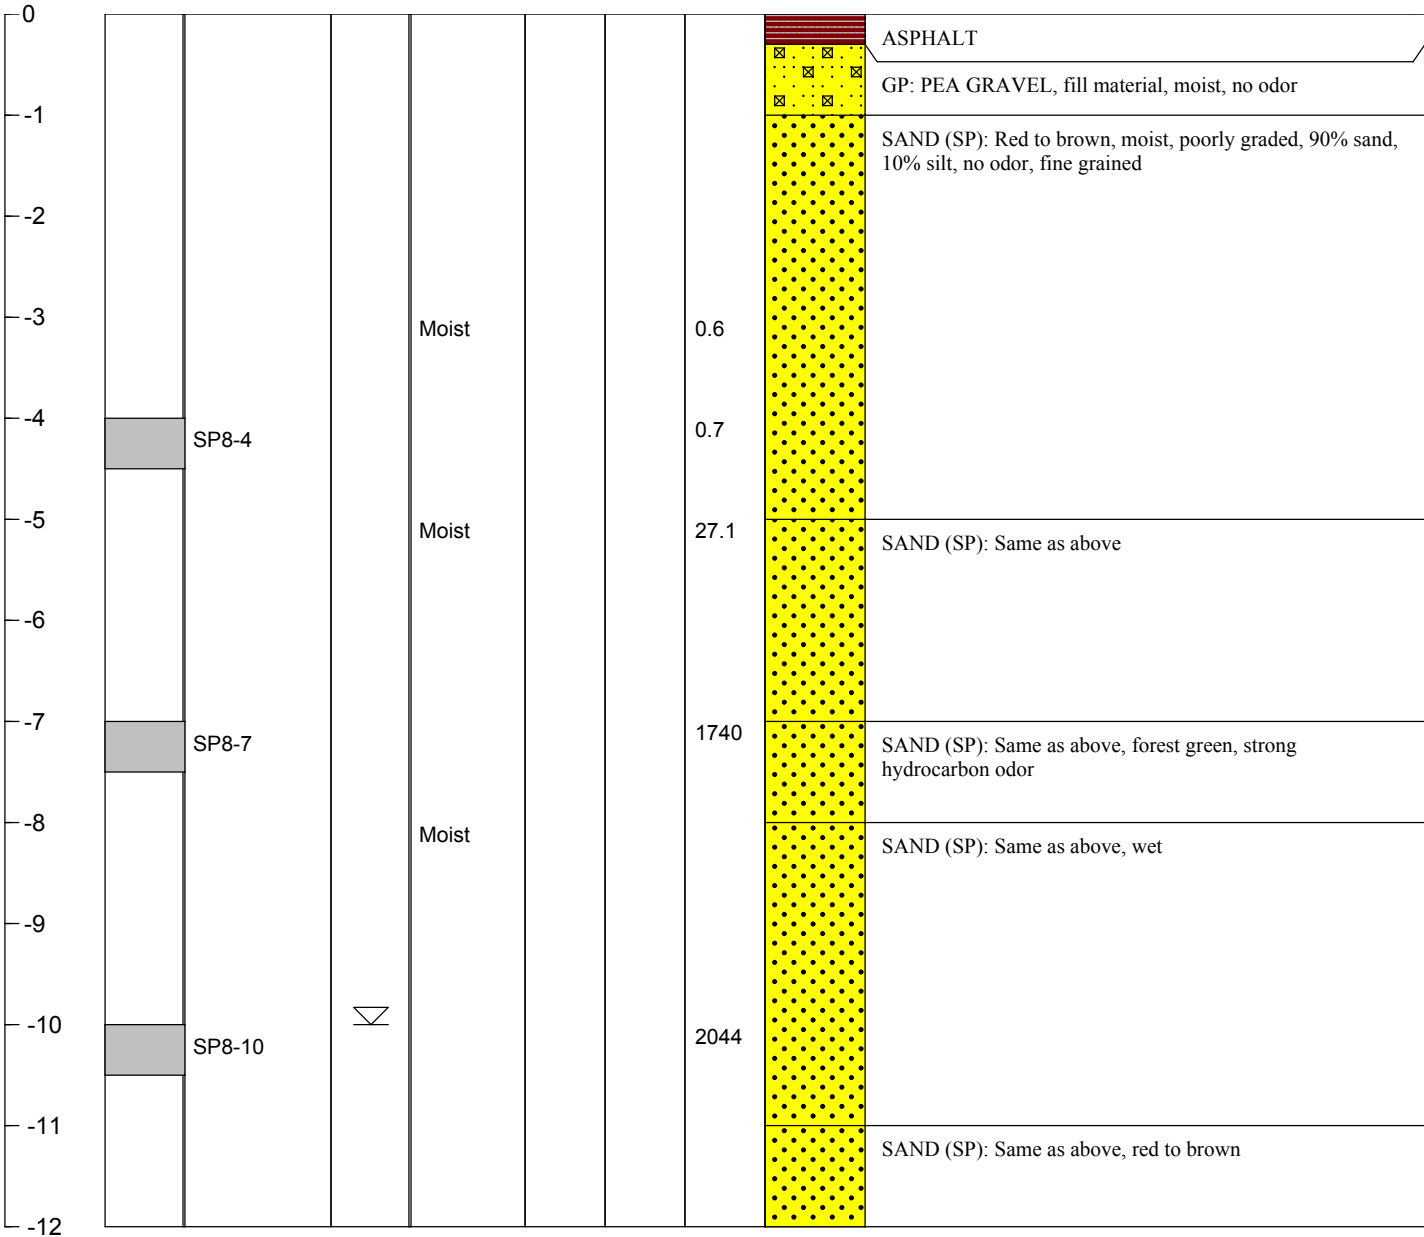 0
ASPHALT
GP: PEA GRAVEL, fill material, moist, no odor
-1
SAND (SP): Red to brown, moist, poorly graded, 90% sand,
10% silt, no odor, fine grained
-2
-3
Moist
0.6
-4
SP8-4
0.7
-5
Moist
27.1
SAND (SP): Same as above
-6
-7
SP8-7
1740
SAND (SP): Same as above, forest green, strong
hydrocarbon odor
-8
Moist
SAND (SP): Same as above, wet
-9
-10
SP8-10
2044
-11
SAND (SP): Same as above, red to brown
-12